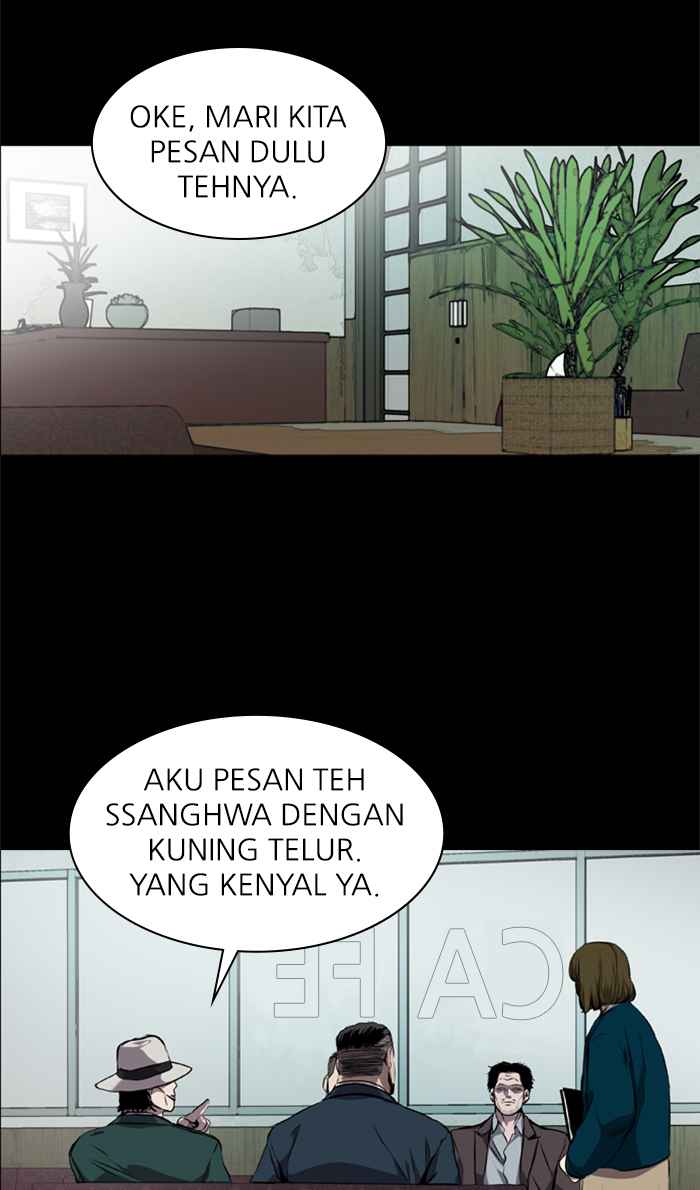 OKE, MARI KITA
PESAN DULU
TEHNYA.
AKU PESAN TEH
SSANGHWA DENGAN
KUNING TELUR.
YANG KENYAL YA.
CAFE